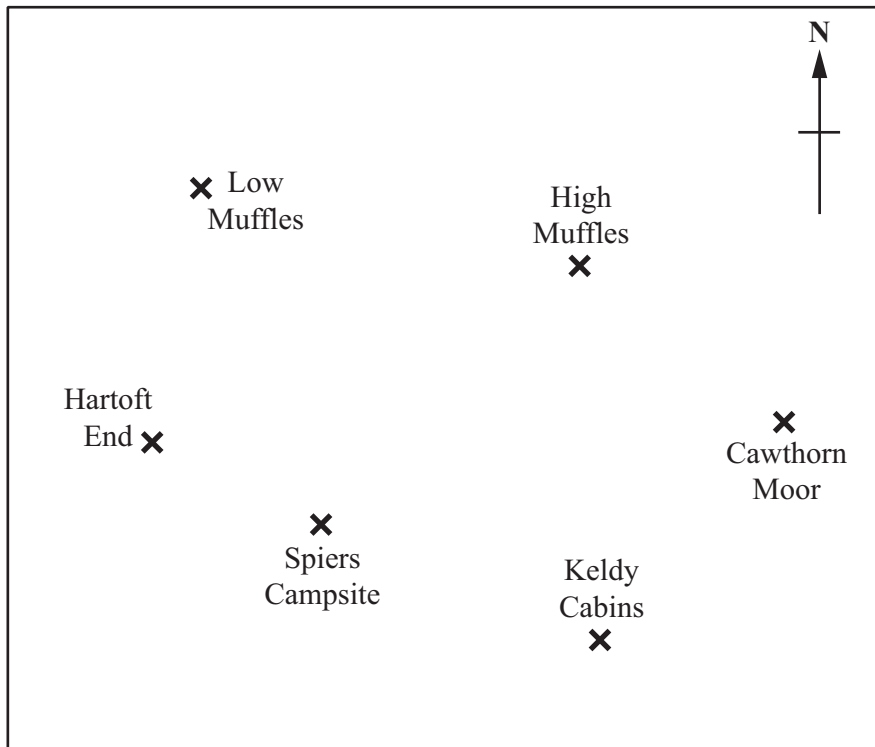 N
Low
Muffles
High
Muffles
Hartoft
End
Cawthorn
Moor
Spiers
Campsite
Keldy
Cabins